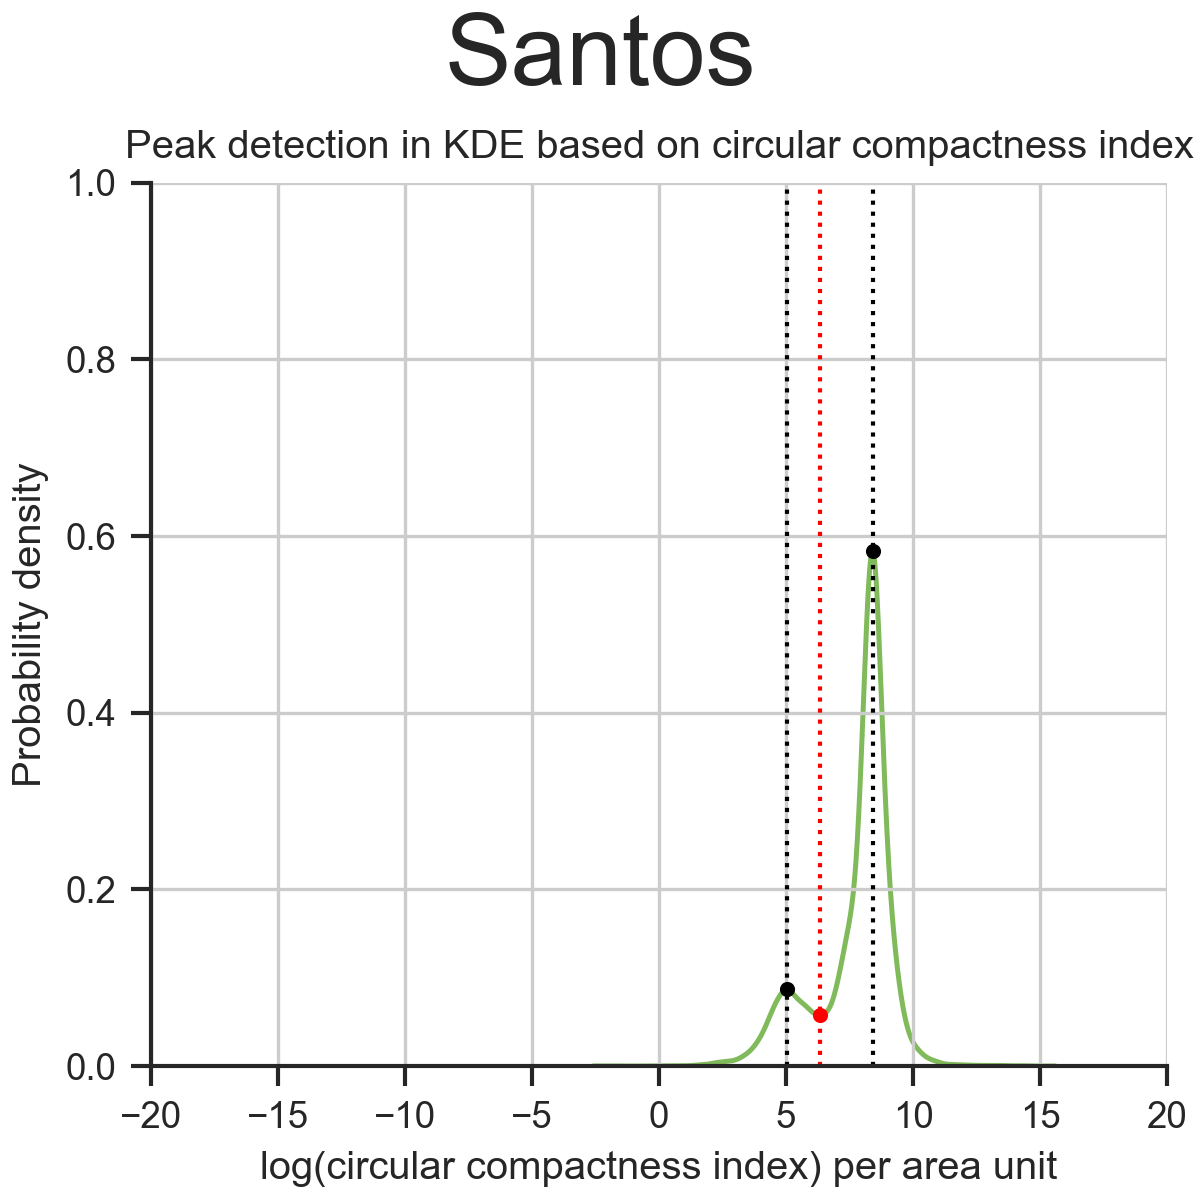 Santos
Peak detection in KDE based on circular compactness index
1.0
0.8
0.6
0.4
0.2
0.0
Probability density
−20 −15 −10 −5 0 5 10 15 20
log(circular compactness index) per area unit